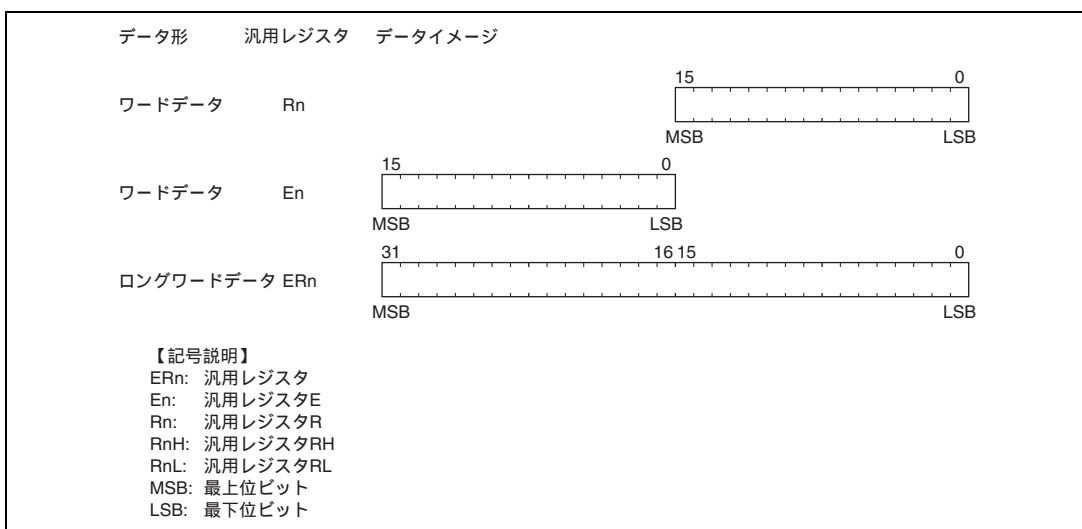 データ形 汎用レジスタ データイメージ
15 0
ワードデータ Rn
MSB LSB
15 0
ワードデータ En
MSB LSB
31 16 15 0
ロングワードデータ ERn
MSB LSB
【記号説明】
ERn: 汎用レジスタ
En: 汎用レジスタE
Rn: 汎用レジスタR
RnH: 汎用レジスタRH
RnL: 汎用レジスタRL
MSB: 最上位ビット
LSB: 最下位ビット